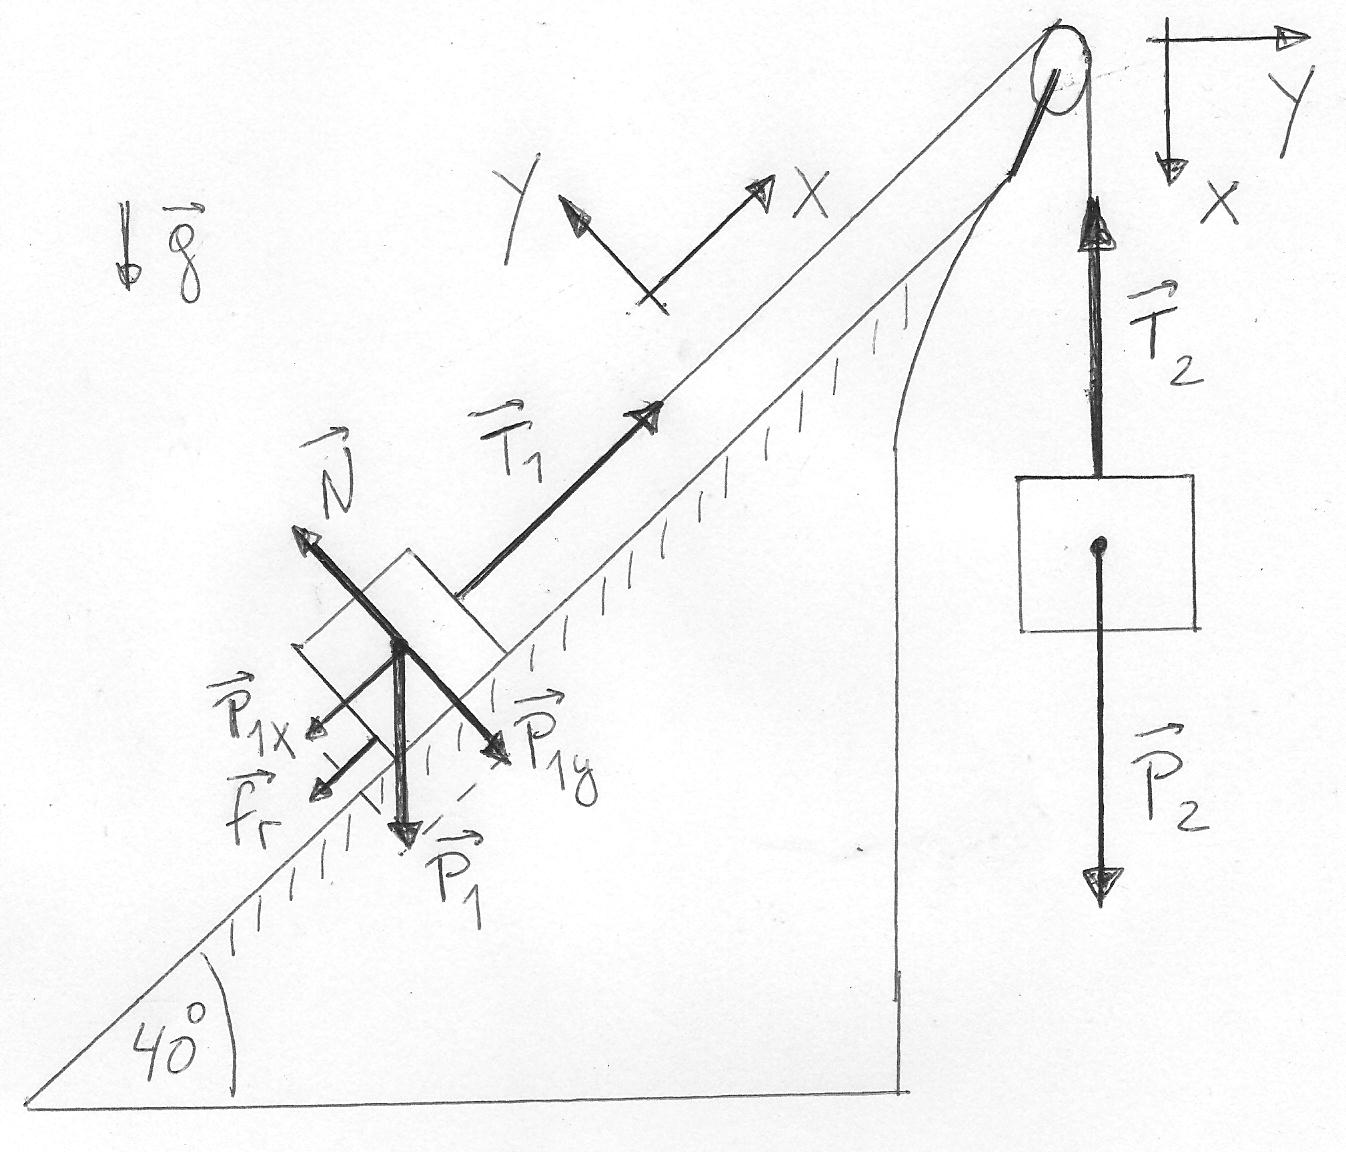 Y
X
Y
X
g
T₂
T₁
N
P₁ₓ
P₁y
fr
P₁
P₂
40°